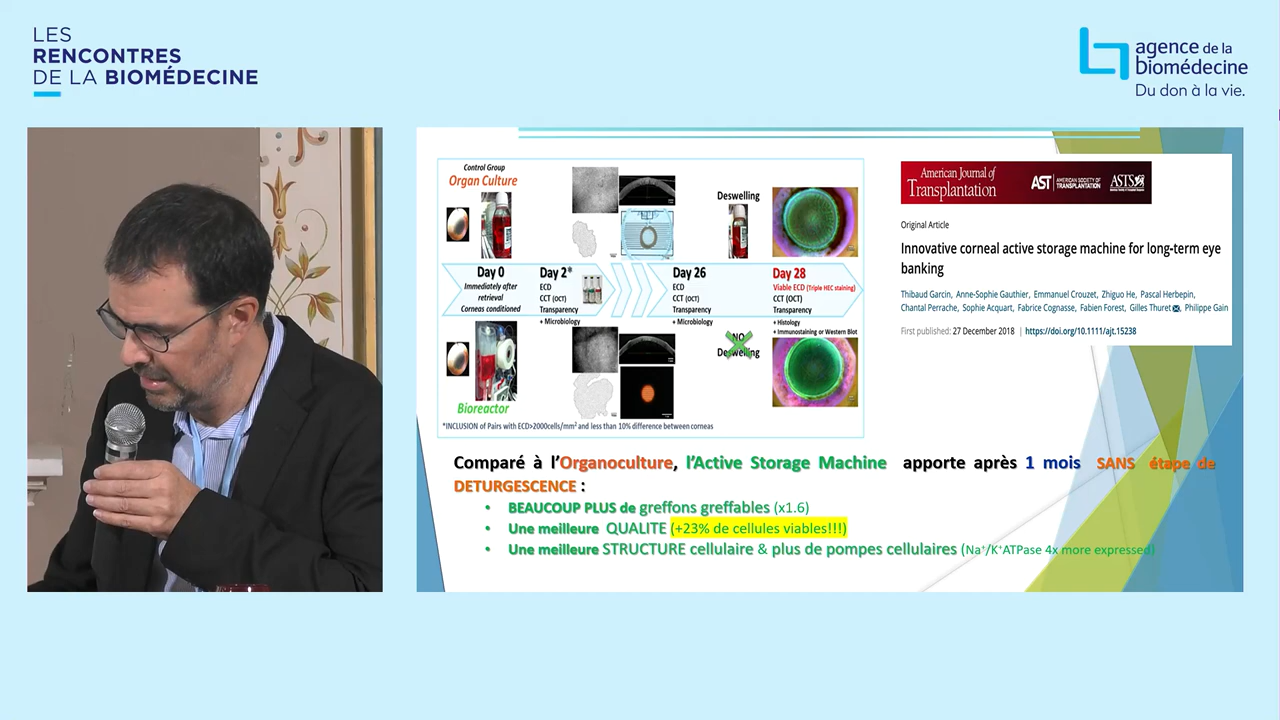 LES
RENCONTRES
DE LA BIOMÉDECINE
agence de la
biomédecine
Du don à la vie.
Control Group
Organ Culture
Deswelling
Day 0
Immediately after
retrieval
Corneas conditioned
Day 2*
ECD
CCT (OCT)
Transparency
+ Microbiology
Day 26
ECD
CCT (OCT)
Transparency
+ Microbiology
Day 28
Viable ECD (Triple HEC staining)
CCT (OCT)
Transparency
+ Histology
+ Immunostaining or Western Blot
NO
Deswelling
Bioreactor
*INCLUSION of Pairs with ECD>2000cells/mm² and less than 10% difference between corneas
American Journal of
Transplantation
AST AMERICAN SOCIETY OF TRANSPLANTATION
ASTS
Original Article
Innovative corneal active storage machine for long-term eye
banking
Thibaud Garcin, Anne-Sophie Gauthier, Emmanuel Crouzet, Zhiguo He, Pascal Herbepin,
Chantal Perrache, Sophie Acquart, Fabrice Cognasse, Fabien Forest, Gilles Thuret, Philippe Gain
First published: 27 December 2018 | https://doi.org/10.1111/ajt.15238
Comparé à l'Organoculture, l'Active Storage Machine apporte après 1 mois SANS étape de
DETURGESCENCE :
• BEAUCOUP PLUS de greffons greffables (x1.6)
• Une meilleure QUALITE (+23% de cellules viables!!!)
• Une meilleure STRUCTURE cellulaire & plus de pompes cellulaires (Na⁺/K⁺ATPase 4x more expressed)